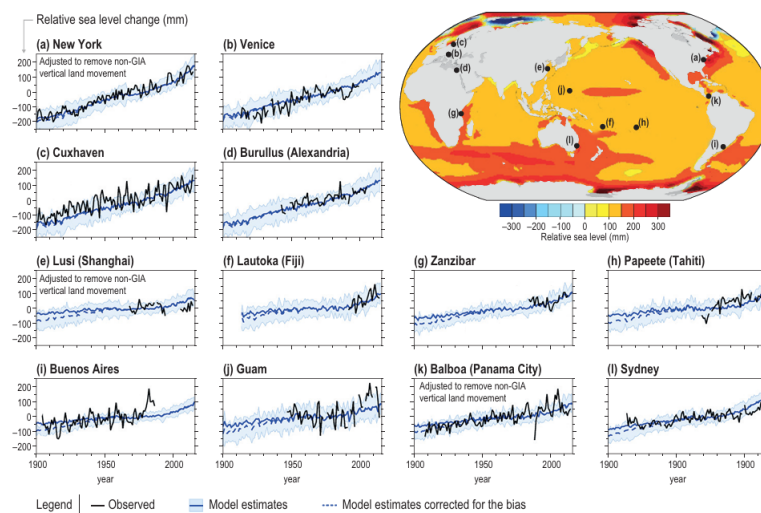 Relative sea level change (mm)
(a) New York
(b) Venice
200
100
0
−100
−200
Adjusted to remove non-GIA
vertical land movement
(c) Cuxhaven
(d) Burullus (Alexandria)
200
100
0
−100
−200
(a)
(b)
(c)
(d)
(e)
(f)
(g)
(h)
(i)
(j)
(k)
(l)
−300
−200
−100
0
100
200
300
Relative sea level (mm)
(e) Lusi (Shanghai)
(f) Lautoka (Fiji)
(g) Zanzibar
(h) Papeete (Tahiti)
200
100
0
−100
Adjusted to remove non-GIA
vertical land movement
(i) Buenos Aires
(j) Guam
(k) Balboa (Panama City)
(l) Sydney
200
100
0
−100
−200
Adjusted to remove non-GIA
vertical land movement
1900 1950 2000
1900 1950 2000
1900 1950 2000
1900 1900 1900
year
year
year
year
Legend
Observed
Model estimates
Model estimates corrected for the bias